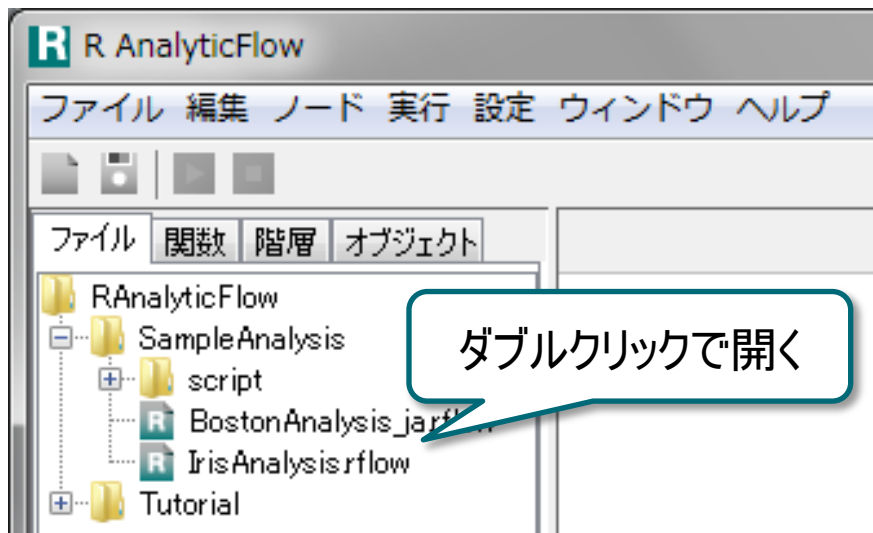 R R AnalyticFlow
ファイル 編集 ノード 実行 設定 ウィンドウ ヘルプ
ファイル 関数 階層 オブジェクト
RAnalyticFlow
SampleAnalysis
ダブルクリックで開く
script
R BostonAnalysis_ja.rflow
R IrisAnalysis.rflow
Tutorial